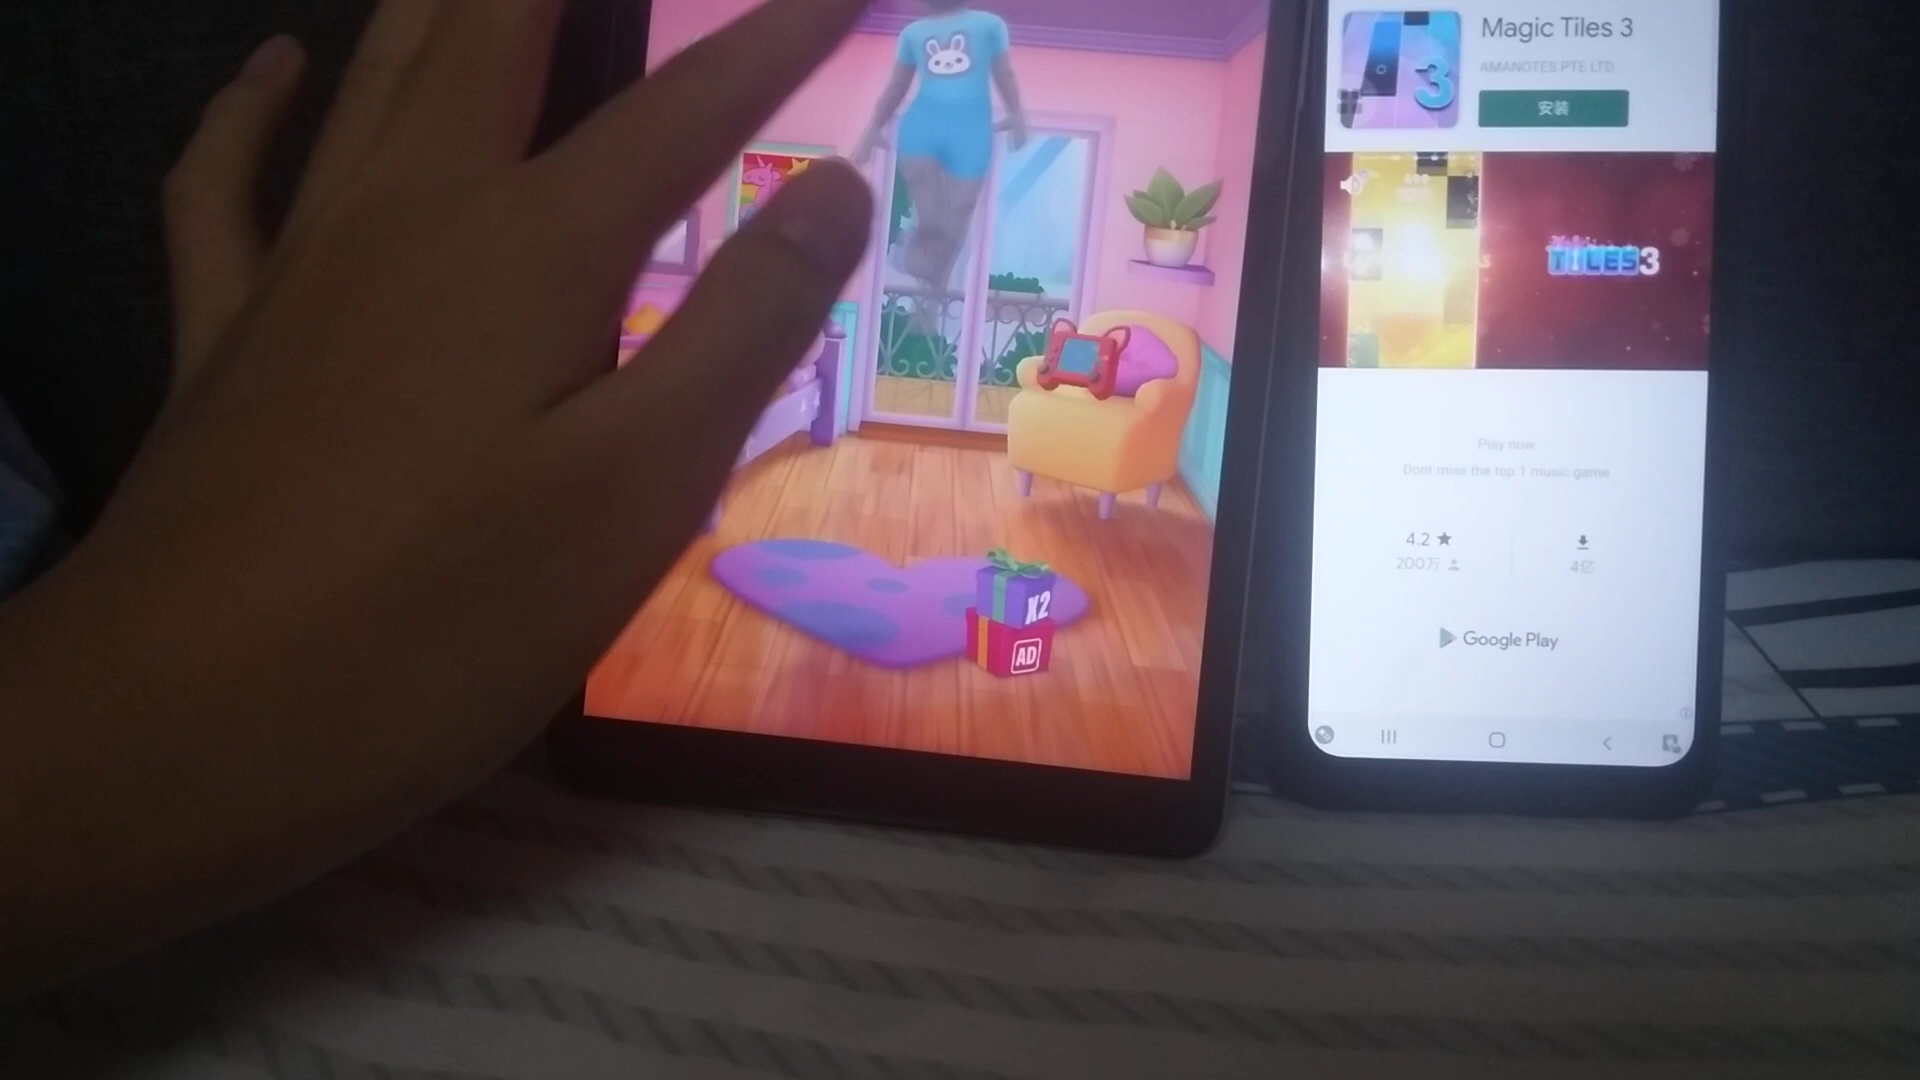 X2
AD
3
Magic Tiles 3
AMANOTES PTE LTD
安装
TILES3
Play now
Dont miss the top 1 music game
4.2
200万
4亿
Google Play